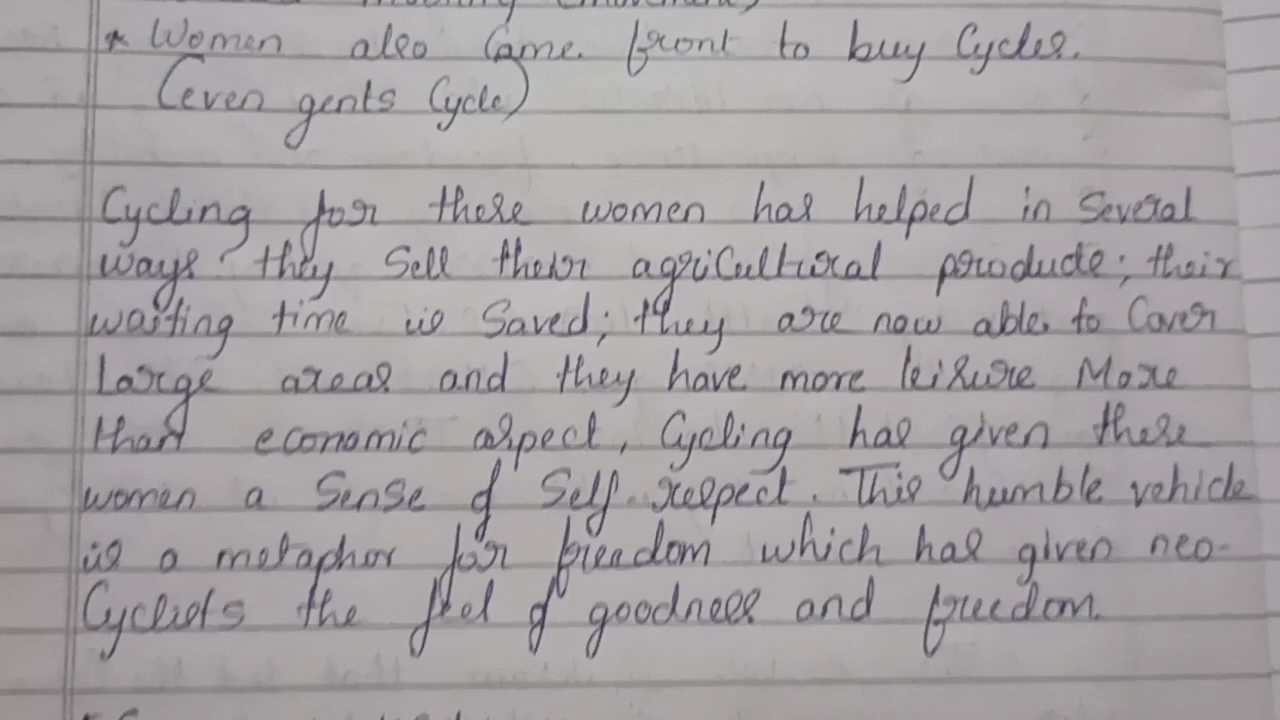 * Women also came front to buy Cycles.
(even gents Cycle)
Cycling for these women has helped in Several
ways: they Sell their agricultural produde; their
waiting time is Saved; they are now able to Cover
Large areas and they have more leisure More
than economic aspect, Cycling has given these
women a Sense of Self-respect. This humble vehicle
is a metaphor for freedom which has given neo-
Cyclists the feel of goodness and freedom.